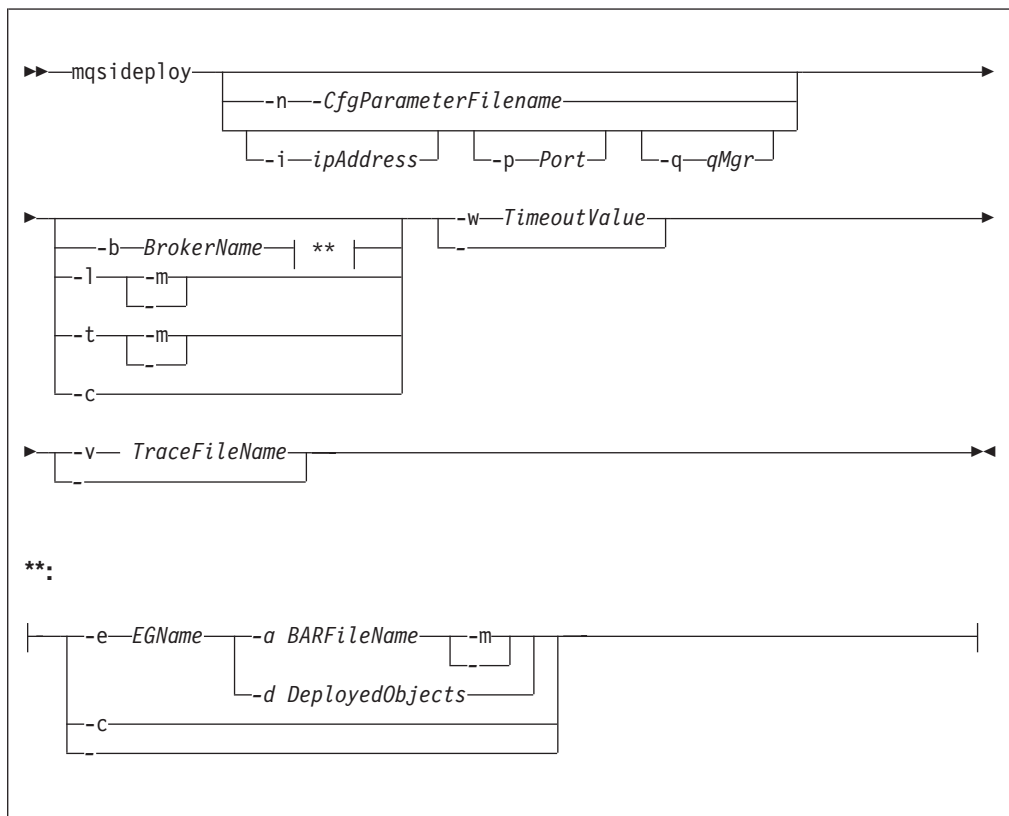 mqsideploy
-n -CfgParameterFilename
-i ipAddress -p Port -q qMgr
-b BrokerName ** -w TimeoutValue
-
-l -m
-
-t -m
-
-c
-v TraceFileName
-
**:
-e EGName -a BARFileName -m
-
-d DeployedObjects
-c
-